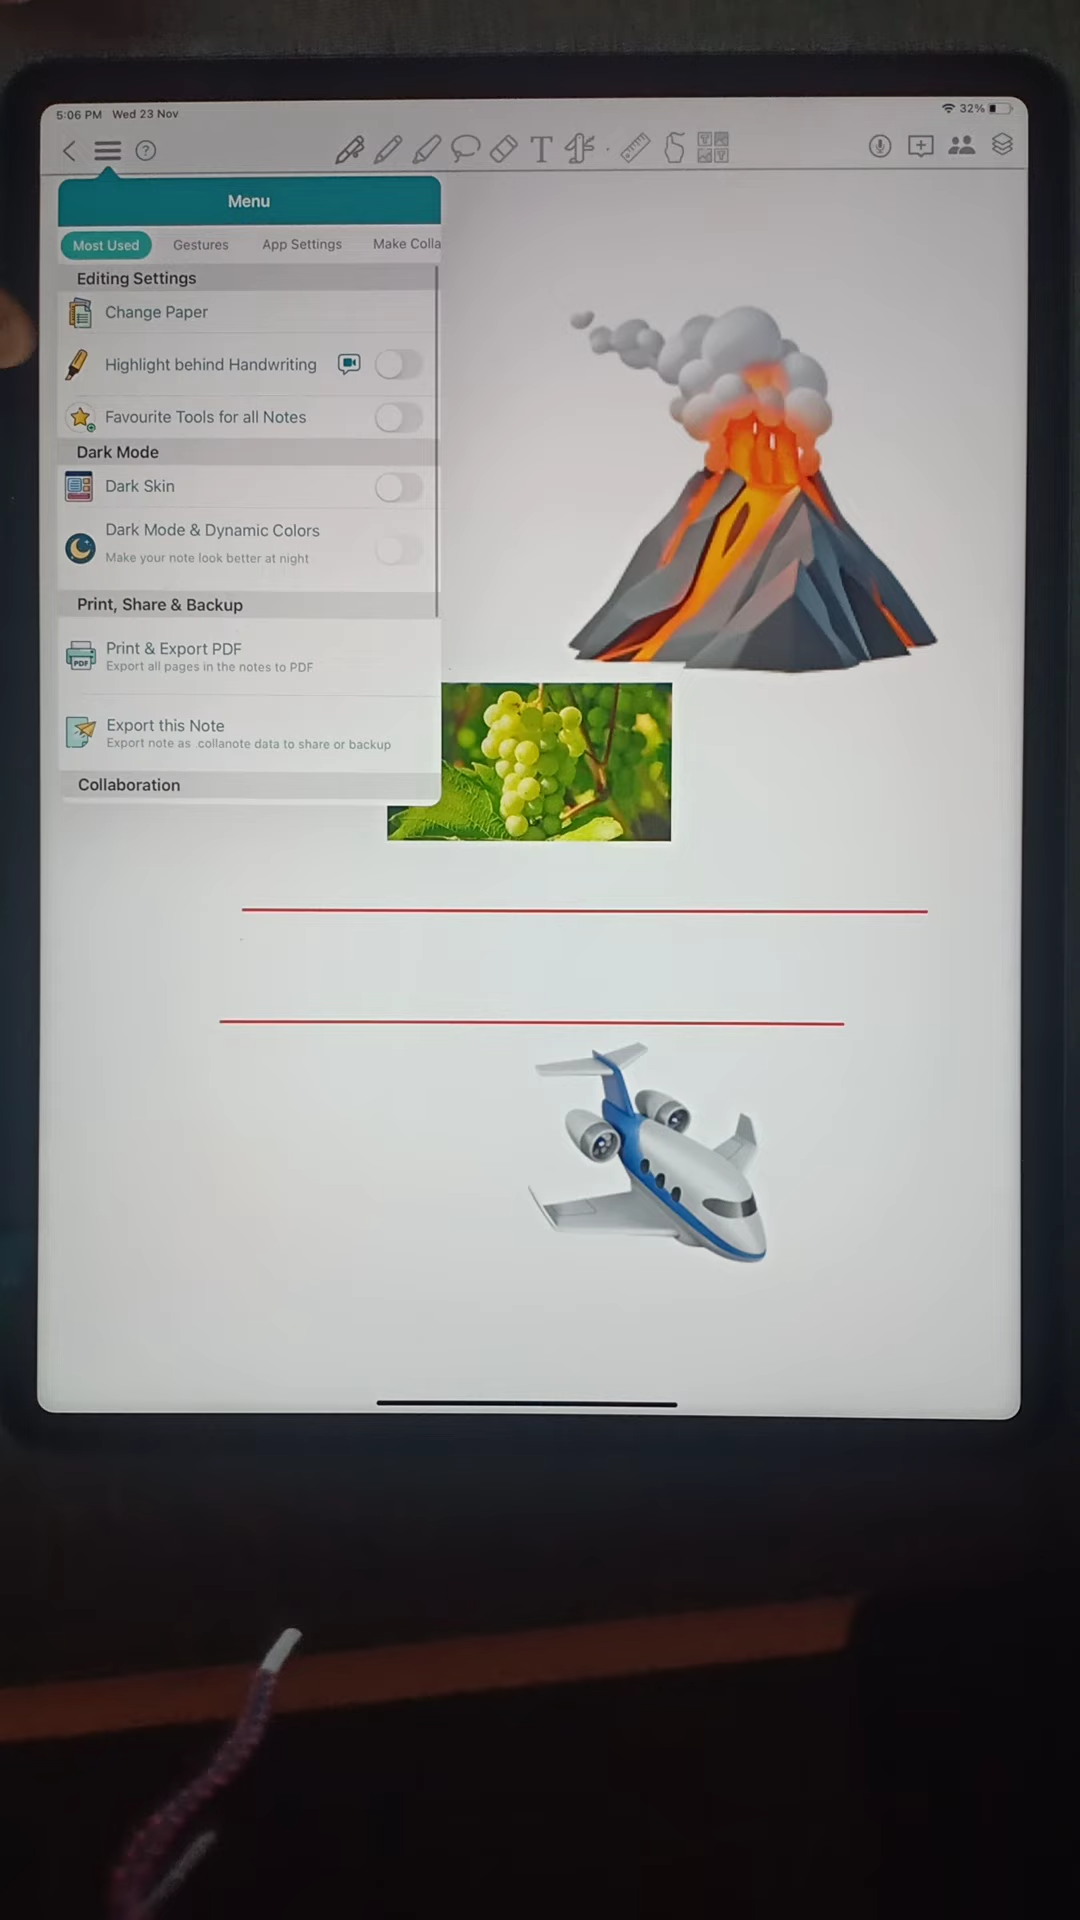 5:06 PM Wed 23 Nov
32%
Menu
Most Used Gestures App Settings Make Colla
Editing Settings
Change Paper
Highlight behind Handwriting
Favourite Tools for all Notes
Dark Mode
Dark Skin
Dark Mode & Dynamic Colors
Make your note look better at night
Print, Share & Backup
Print & Export PDF
Export all pages in the notes to PDF
PDF
Export this Note
Export note as .collanote data to share or backup
Collaboration